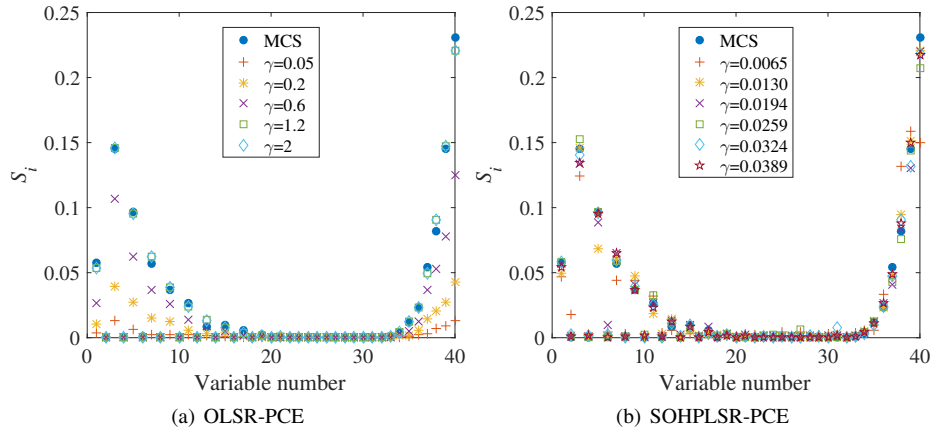 0.25
0.2
0.15
0.1
0.05
0
S_i
MCS
γ=0.05
γ=0.2
γ=0.6
γ=1.2
γ=2
0 10 20 30 40
Variable number
(a) OLSR-PCE
0.25
0.2
0.15
0.1
0.05
0
S_i
MCS
γ=0.0065
γ=0.0130
γ=0.0194
γ=0.0259
γ=0.0324
γ=0.0389
0 10 20 30 40
Variable number
(b) SOHPLSR-PCE